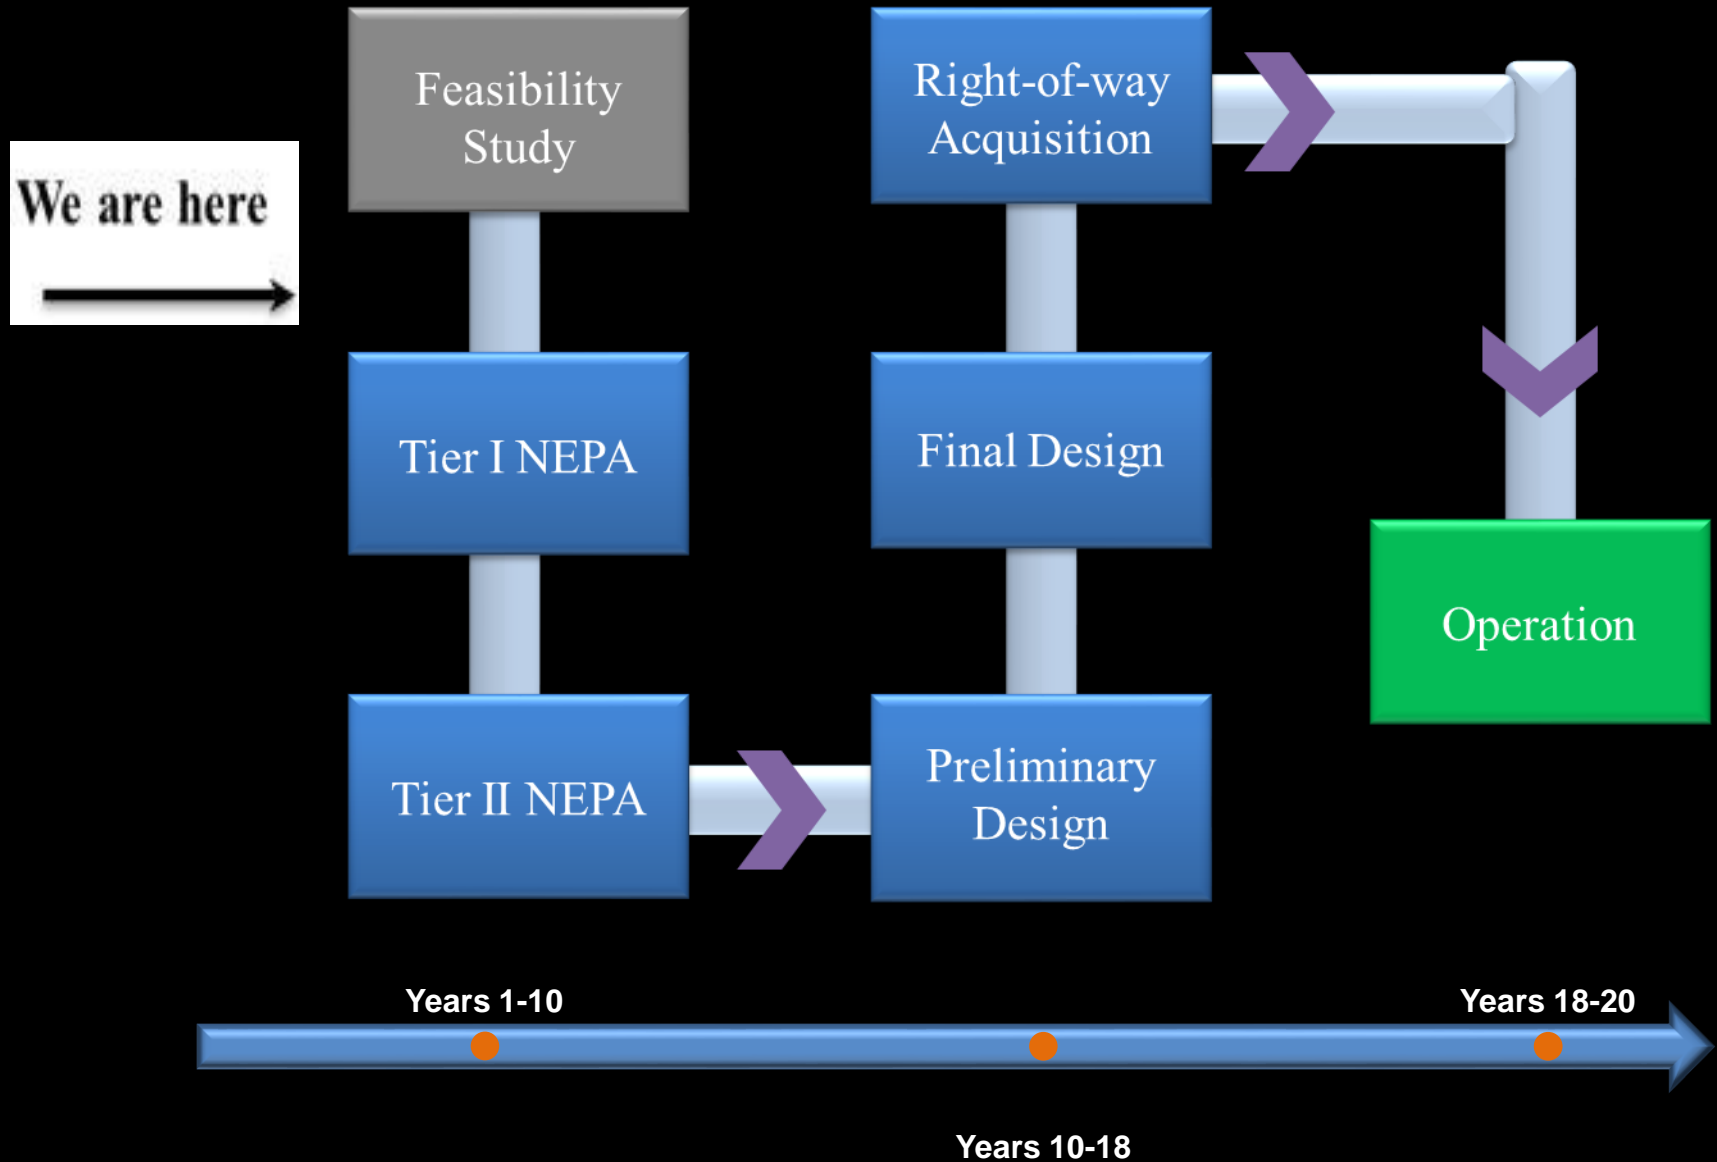 We are here
Feasibility
Study
Tier I NEPA
Tier II NEPA
Right-of-way
Acquisition
Final Design
Preliminary
Design
Operation
Years 1-10
Years 10-18
Years 18-20